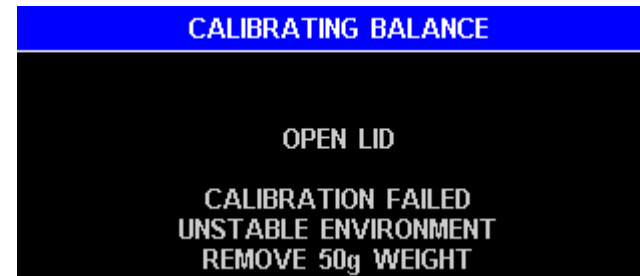 CALIBRATING BALANCE
OPEN LID
CALIBRATION FAILED
UNSTABLE ENVIRONMENT
REMOVE 50g WEIGHT